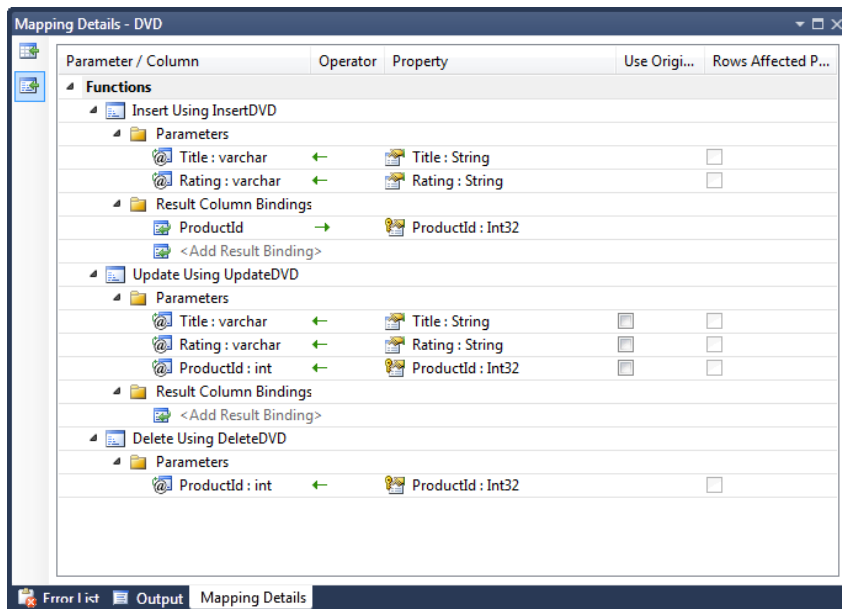 Mapping Details - DVD
Parameter / Column Operator Property Use Origi... Rows Affected P...
Functions
Insert Using InsertDVD
Parameters
Title : varchar ← Title : String
Rating : varchar ← Rating : String
Result Column Bindings
ProductId → ProductId : Int32
<Add Result Binding>
Update Using UpdateDVD
Parameters
Title : varchar ← Title : String
Rating : varchar ← Rating : String
ProductId : int ← ProductId : Int32
Result Column Bindings
<Add Result Binding>
Delete Using DeleteDVD
Parameters
ProductId : int ← ProductId : Int32
Error List Output Mapping Details